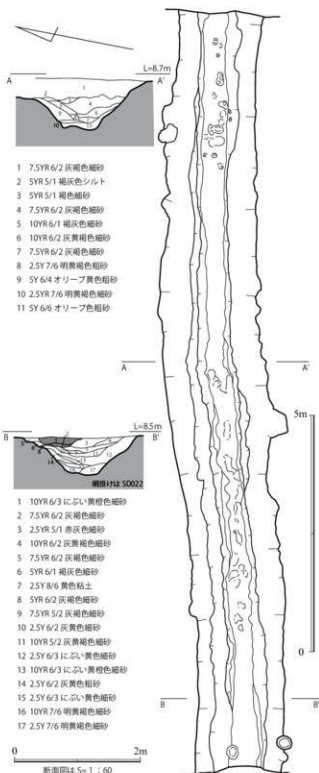 L=8.7m
A A'
1 2 4
1 7.5YR 6/2 灰褐色細砂
2 5YR 5/1 褐灰色シルト
3 5YR 5/1 褐色細砂
4 7.5YR 6/2 灰褐色細砂
5 10YR 6/1 褐灰色細砂
6 10YR 6/2 灰黄褐色細砂
7 7.5YR 6/2 灰褐色細砂
8 2.5Y 7/6 明黄褐色粗砂
9 5Y 6/4 オリーブ黄色粗砂
10 2.5YR 7/6 明黄褐色細砂
11 5Y 6/6 オリーブ色粗砂
A A'
5m
L=8.5m
B B'
網掛けは SD022
1 10YR 6/3 にぶい黄橙色細砂
2 7.5YR 6/2 灰褐色細砂
3 2.5YR 5/1 赤灰色細砂
4 10YR 6/2 灰黄褐色細砂
5 7.5YR 6/2 灰褐色細砂
6 5YR 6/1 褐灰色細砂
7 2.5Y 8/6 黄色粘土
8 5YR 6/2 灰褐色細砂
9 7.5YR 5/2 灰褐色細砂
10 2.5Y 6/2 灰黄色細砂
11 10YR 5/2 灰黄褐色細砂
12 2.5Y 6/3 にぶい黄色細砂
13 10YR 6/3 にぶい黄橙色細砂
14 2.5Y 6/2 灰黄色粗砂
15 2.5Y 6/3 にぶい黄色細砂
16 10YR 7/6 明黄褐色細砂
17 2.5Y 7/6 明黄褐色細砂
0
B B'
0 2m
断面図は S=1:60